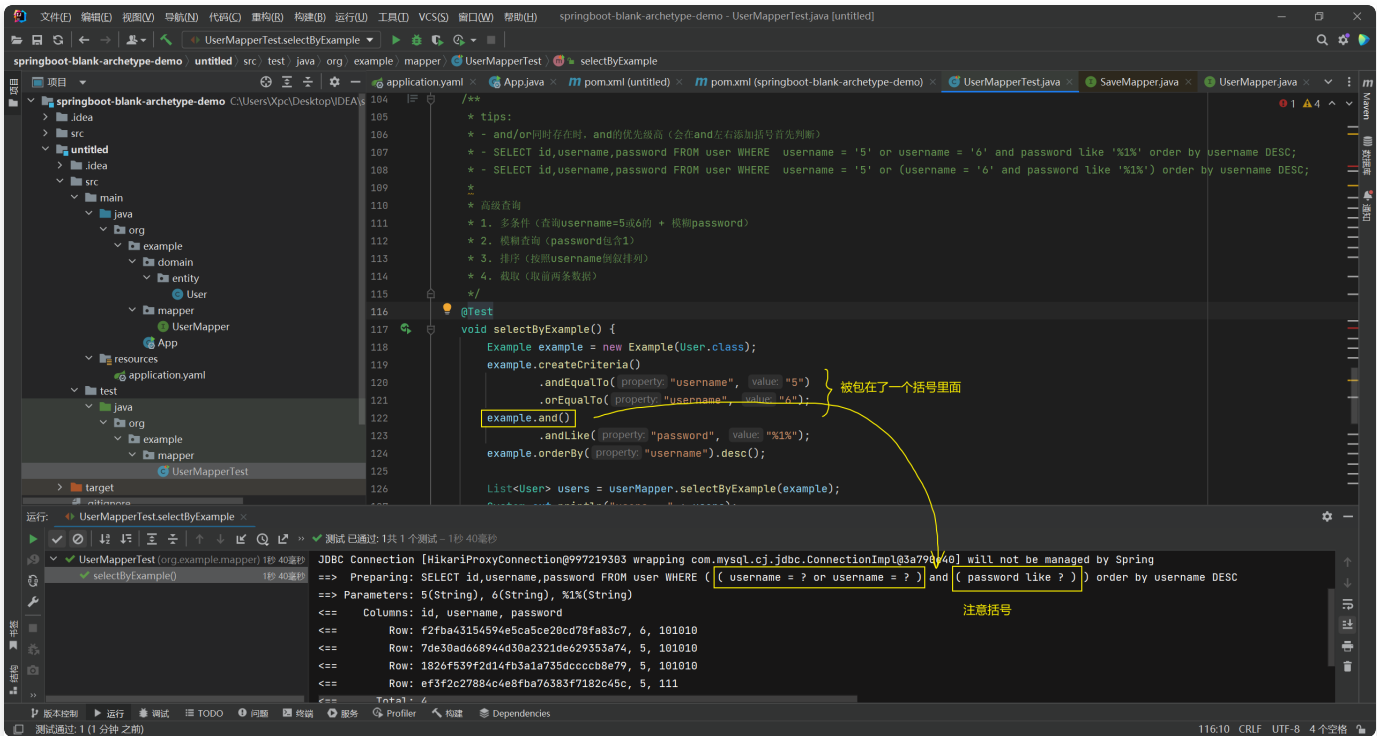 文件(F) 编辑(E) 视图(V) 导航(N) 代码(C) 重构(R) 构建(B) 运行(U) 工具(T) VCS(S) 窗口(W) 帮助(H) springboot-blank-archetype-demo - UserMapperTest.java [untitled]
UserMapperTest.selectByExample
springboot-blank-archetype-demo untitled src test java org example mapper UserMapperTest selectByExample
项目
application.yaml App.java pom.xml (untitled) pom.xml (springboot-blank-archetype-demo) UserMapperTest.java SaveMapper.java UserMapper.java
项目
springboot-blank-archetype-demo C:\Users\Xpc\Desktop\IDEA\s
.idea
src
untitled
.idea
src
main
java
org
example
domain
entity
User
mapper
UserMapper
App
resources
application.yaml
test
java
org
example
mapper
UserMapperTest
target
.gitignore
1 4
104 /**
105 * tips:
106 * - and/or同时存在时. and的优先级高（会在and左右添加括号首先判断）
107 * - SELECT id,username,password FROM user WHERE username = '5' or username = '6' and password like '%1%' order by username DESC;
108 * - SELECT id,username,password FROM user WHERE username = '5' or (username = '6' and password like '%1%') order by username DESC;
109 *
110 * 高级查询
111 * 1. 多条件（查询username=5或6的 + 模糊password）
112 * 2. 模糊查询（password包含1）
113 * 3. 排序（按照username倒叙排列）
114 * 4. 截取（取前两条数据）
115 */
116 @Test
117 void selectByExample() {
118 Example example = new Example(User.class);
119 example.createCriteria()
120 .andEqualTo( property: "username", value: "5")
121 .orEqualTo( property: "username", value: "6");
被包在了一个括号里面
122 example.and()
123 .andLike( property: "password", value: "%1%");
124 example.orderBy( property: "username").desc();
125
126 List<User> users = userMapper.selectByExample(example);
Maven
数据库
通知
运行: UserMapperTest.selectByExample
测试 已通过: 1共 1 个测试 – 1秒 40毫秒
UserMapperTest (org.example.mapper) 1秒 40毫秒
selectByExample() 1秒 40毫秒
JDBC Connection [HikariProxyConnection@997219303 wrapping com.mysql.cj.jdbc.ConnectionImpl@3a790e40] will not be managed by Spring
==> Preparing: SELECT id,username,password FROM user WHERE ( ( username = ? or username = ? ) and ( password like ? ) ) order by username DESC
==> Parameters: 5(String), 6(String), %1%(String)
注意括号
<== Columns: id, username, password
<== Row: f2fba43154594e5ca5ce20cd78fa83c7, 6, 101010
<== Row: 7de30ad668944d30a2321de629353a74, 5, 101010
<== Row: 1826f539f2d14fb3a1a735dccccb8e79, 5, 101010
<== Row: ef3f2c27884c4e8fba76383f7182c45c, 5, 111
<== Total: 4
书签
结构
版本控制 运行 调试 TODO 问题 终端 服务 Profiler 构建 Dependencies
测试通过: 1 (1 分钟 之前) 116:10 CRLF UTF-8 4 个空格